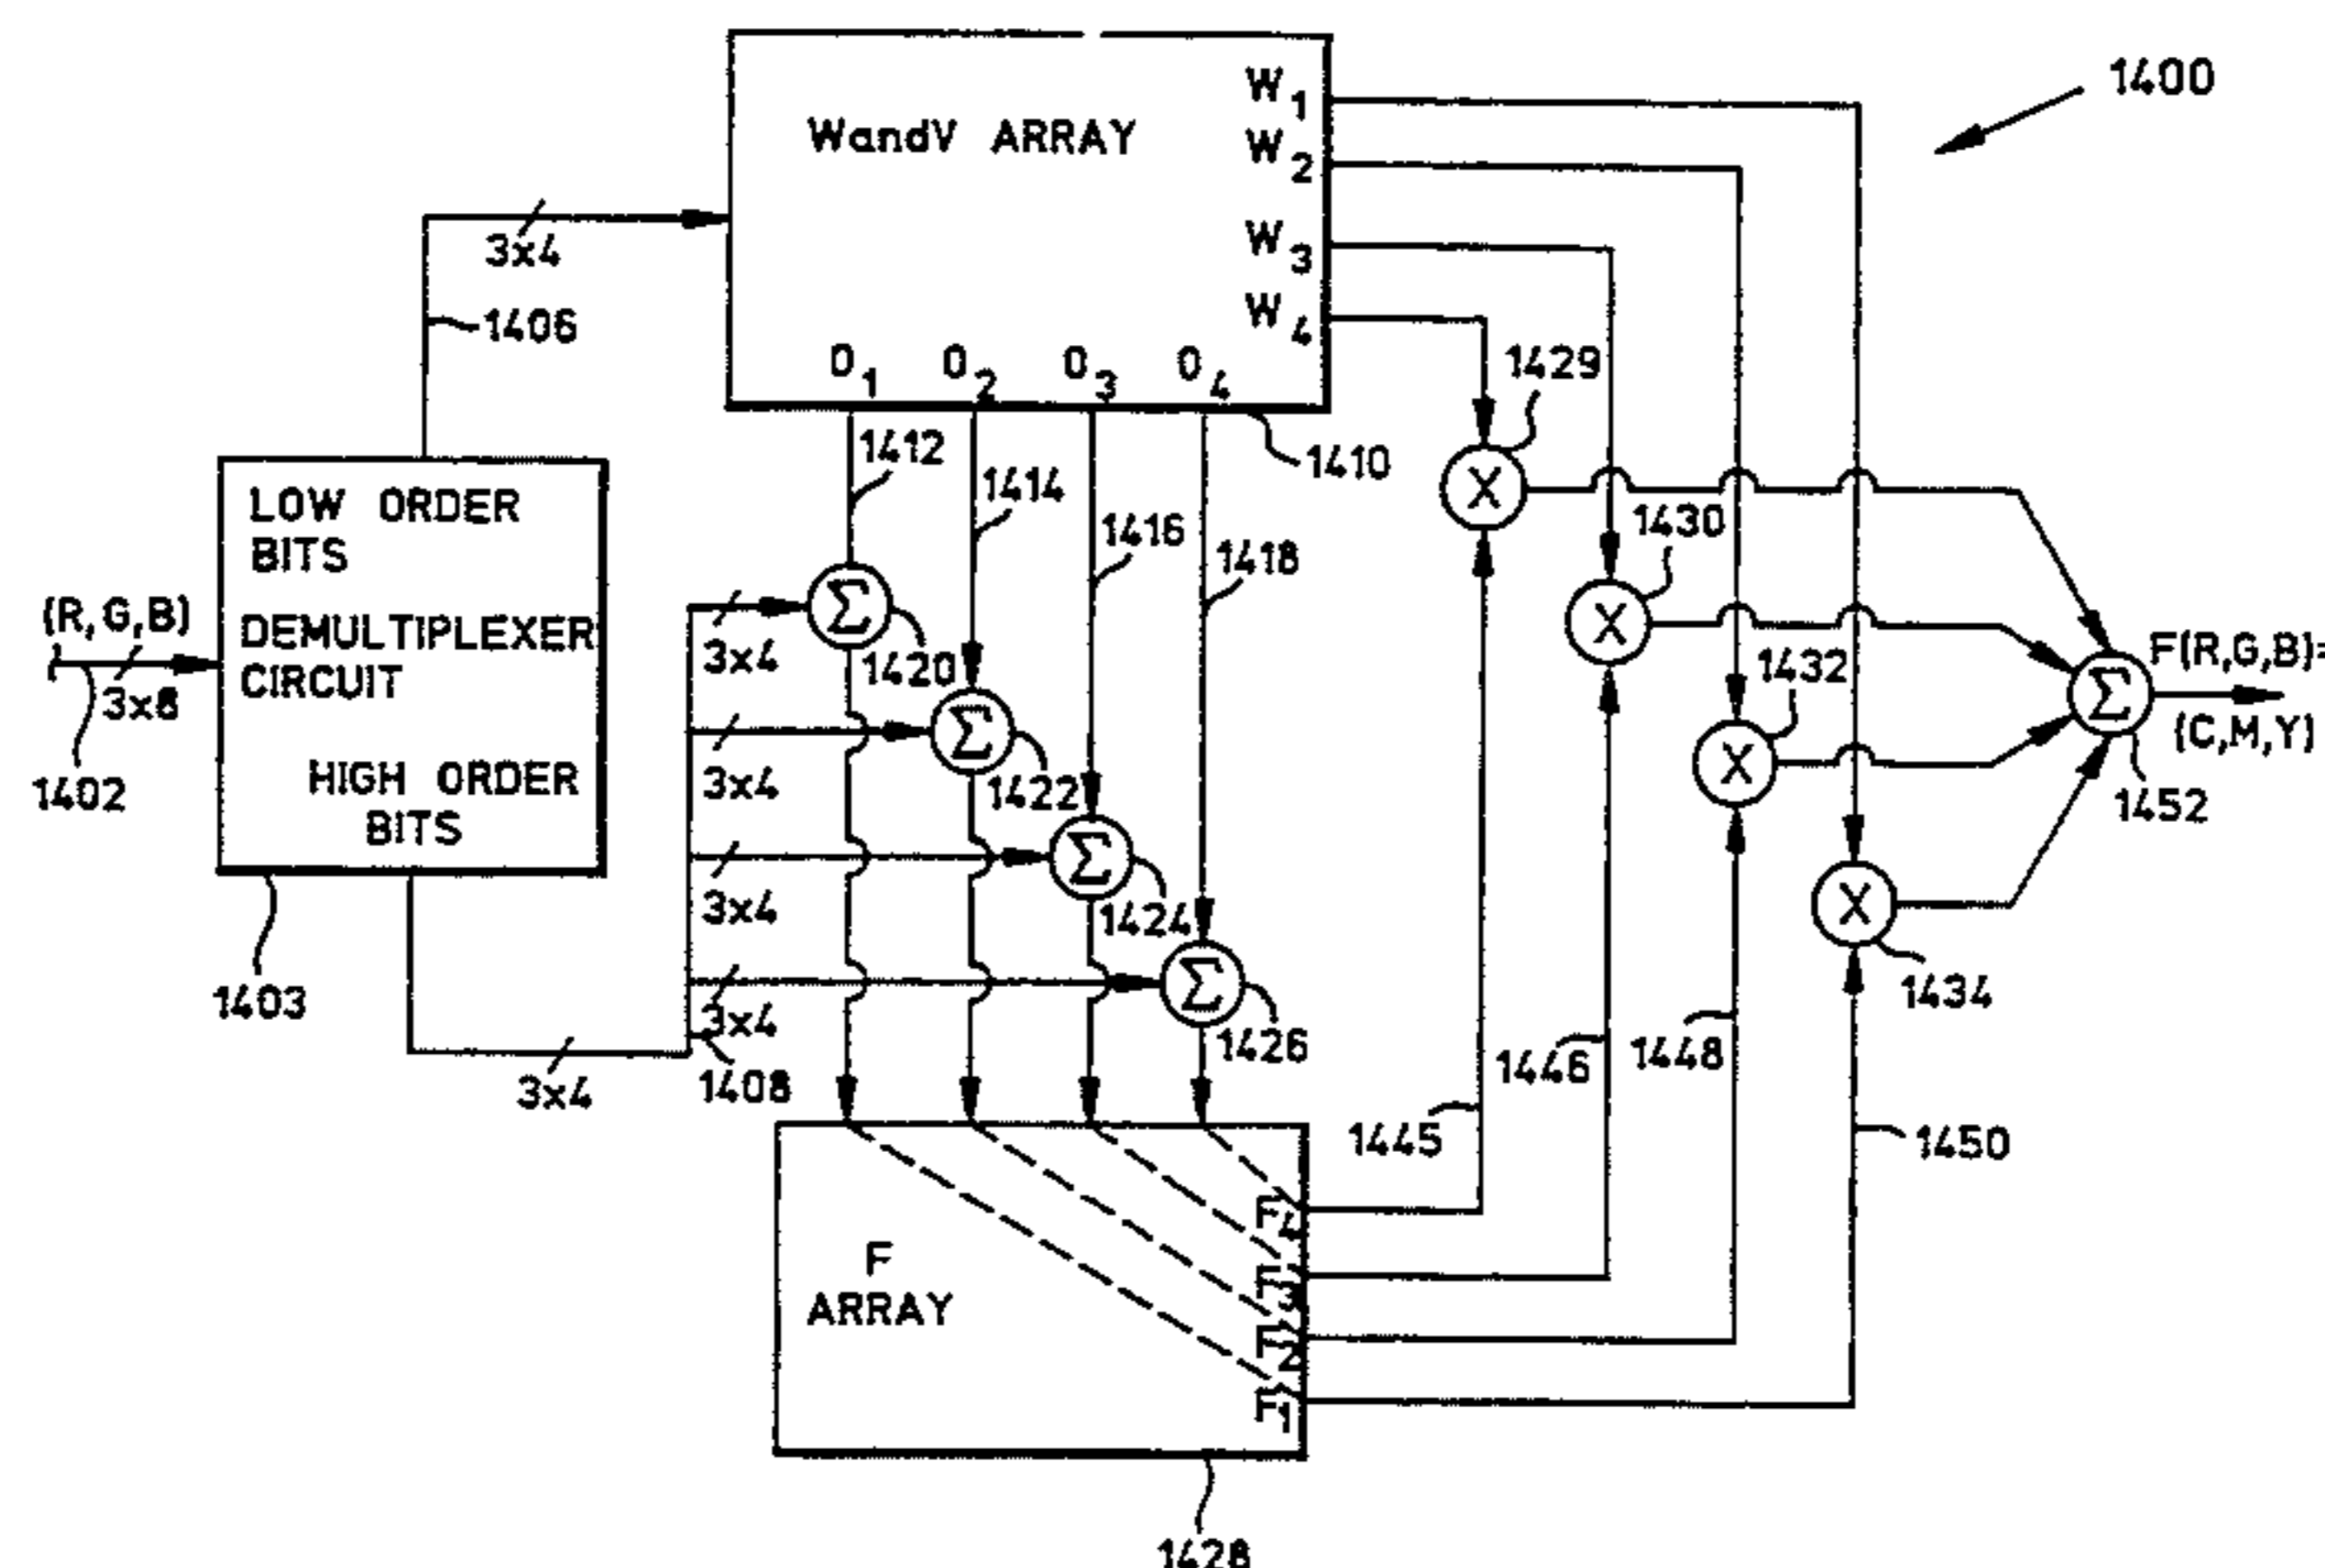 1400
WandV ARRAY
W1
W2
W3
W4
O1 O2 O3 O4
1410
3x4
1406
1412
1414
1416
1418
1429
1430
1432
1434
LOW ORDER
BITS
DEMULTIPLEXER
CIRCUIT
HIGH ORDER
BITS
(R,G,B)
3x8
1402
1403
Σ
1420
Σ
1422
Σ
1424
Σ
1426
3x4
3x4
3x4
3x4
3x4
1408
X
X
X
X
Σ
F(R,G,B)=
(C,M,Y)
1452
1445
1446
1448
1450
F
ARRAY
F4
F3
F2
F1
1428